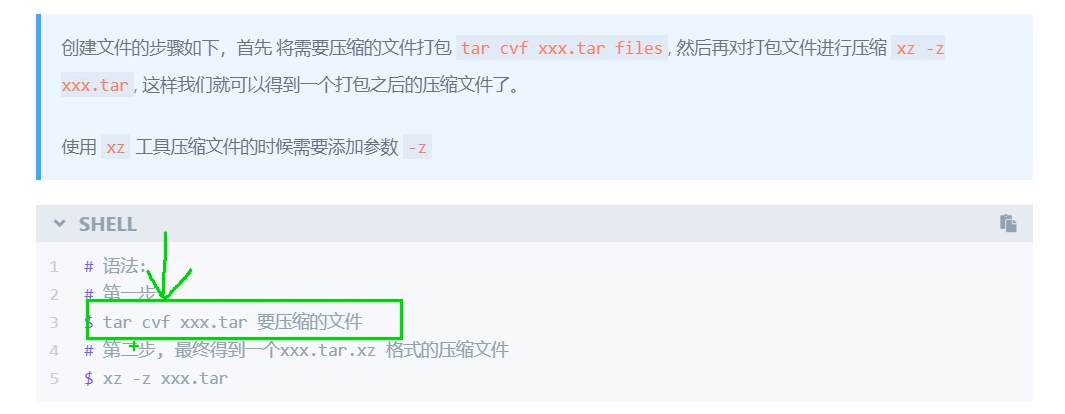 创建文件的步骤如下，首先 将需要压缩的文件打包 tar cvf xxx.tar files, 然后再对打包文件进行压缩 xz -z
xxx.tar, 这样我们就可以得到一个打包之后的压缩文件了。
使用 xz 工具压缩文件的时候需要添加参数 -z
SHELL
1 # 语法:
2 # 第一步
3 $ tar cvf xxx.tar 要压缩的文件
4 # 第二步, 最终得到一个xxx.tar.xz 格式的压缩文件
5 $ xz -z xxx.tar